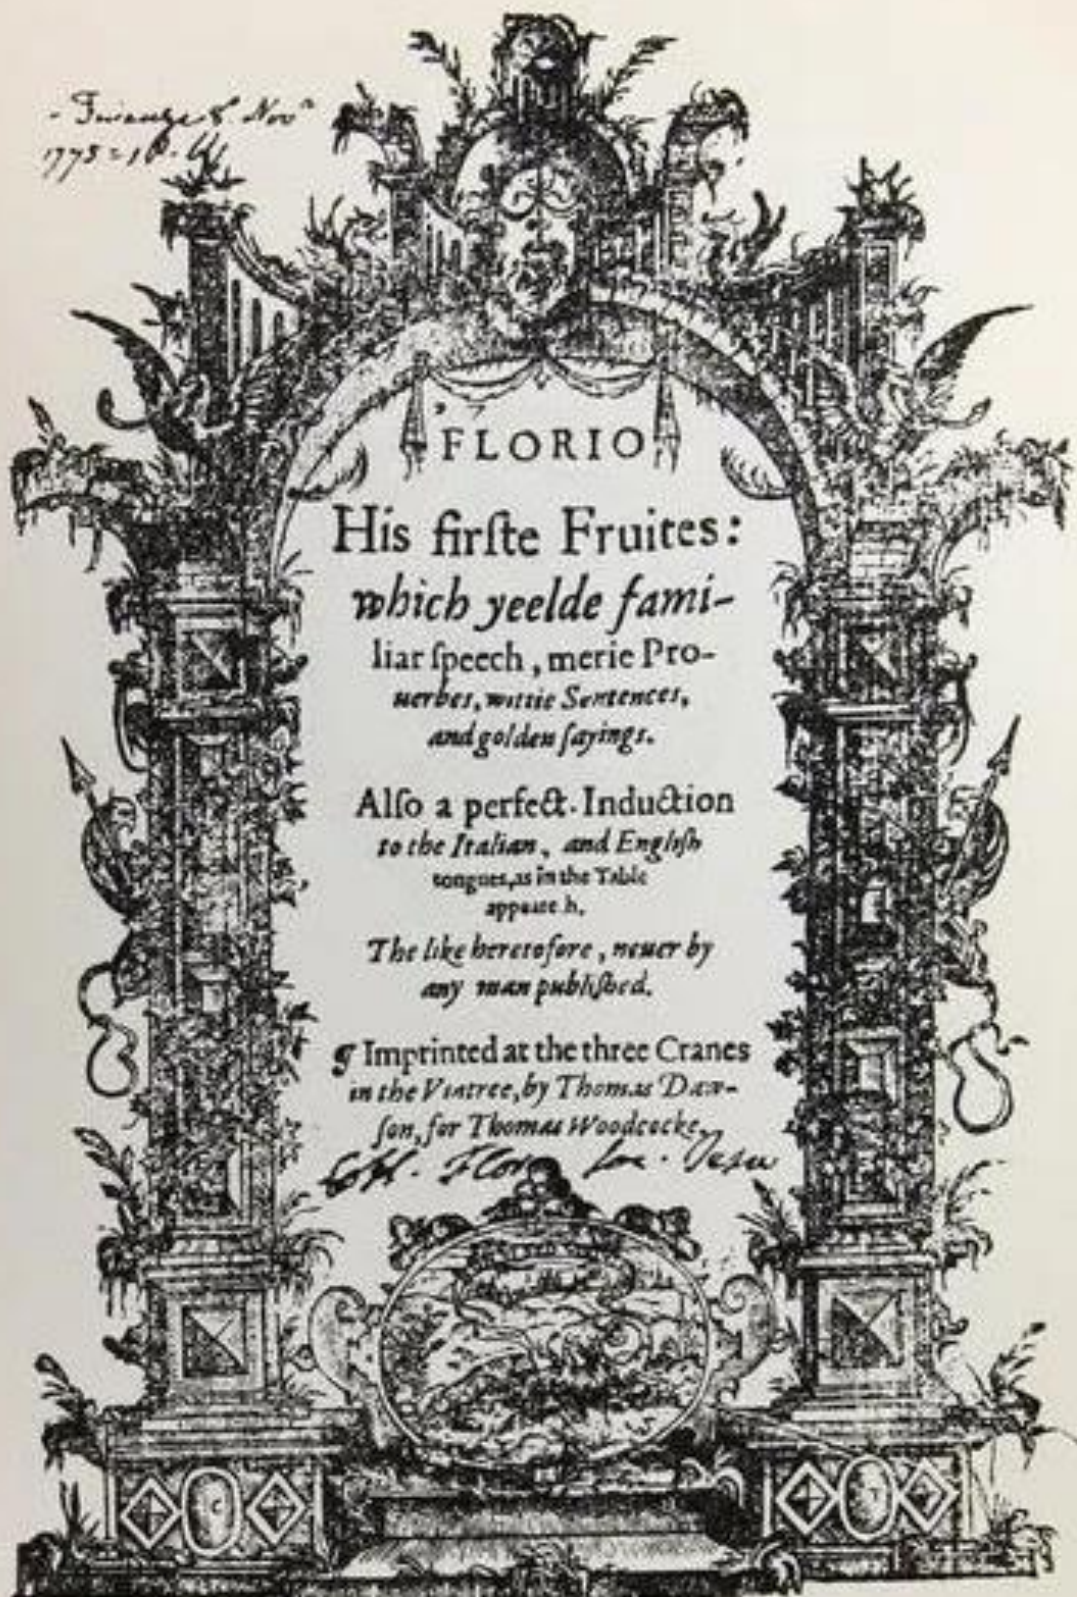 1778
FLORIO
His firſte Fruites:
which yeelde fami-
liar ſpeech, merie Pro-
uerbes, wittie Sentences,
and golden ſayings.
Alſo a perfect Induction
to the Italian, and Engliſh
tongues, as in the Table
appeareth.
The like heretofore, neuer by
any man publiſhed.
Imprinted at the three Cranes
in the Vintree, by Thomas Daw-
ſon, for Thomas Woodcocke.